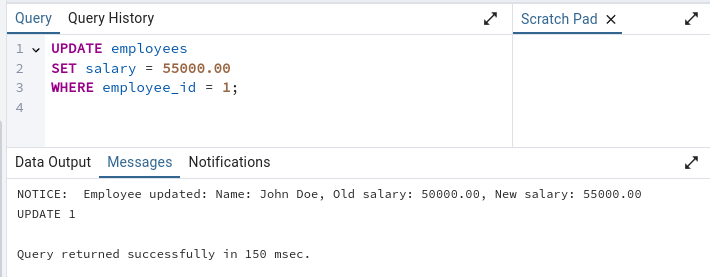 Query Query History
Scratch Pad ✕
1 UPDATE employees
2 SET salary = 55000.00
3 WHERE employee_id = 1;
4
Data Output Messages Notifications
NOTICE:  Employee updated: Name: John Doe, Old salary: 50000.00, New salary: 55000.00
UPDATE 1
Query returned successfully in 150 msec.